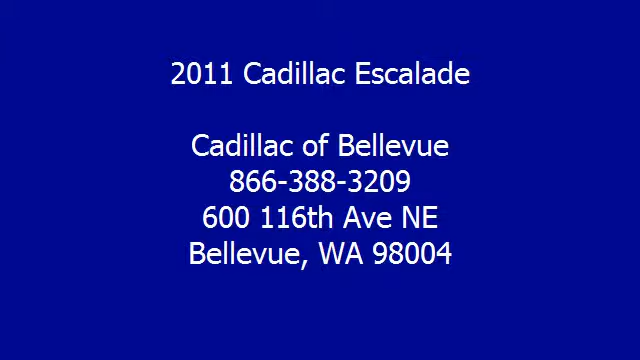 2011 Cadillac Escalade
Cadillac of Bellevue
866-388-3209
600 116th Ave NE
Bellevue, WA 98004